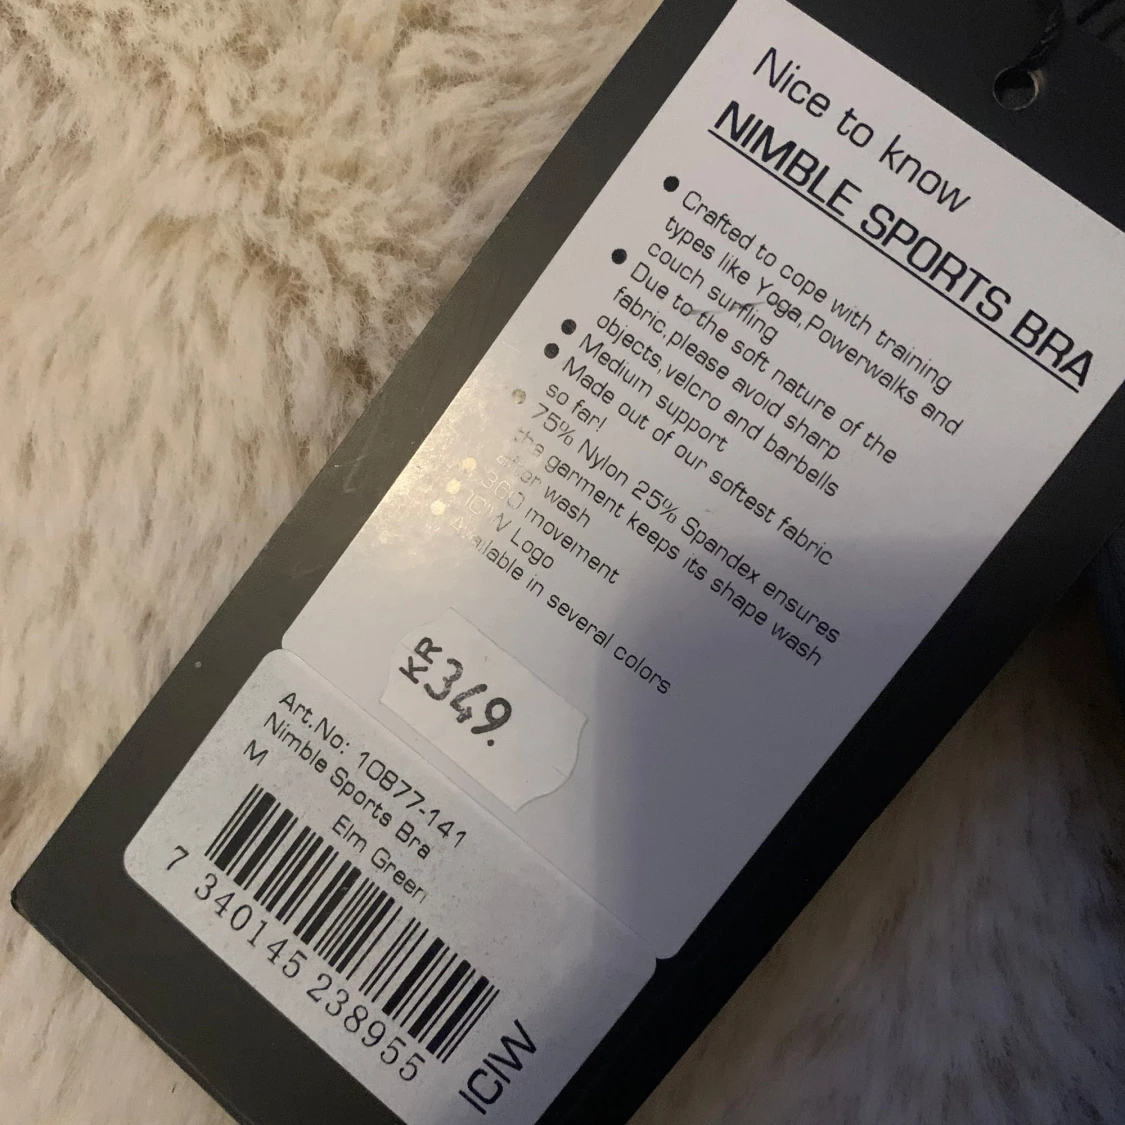 Nice to know
NIMBLE SPORTS BRA
● Crafted to cope with training
types like Yoga, Powerwalks and
couch surfling
● Due to the soft nature of the
fabric, please avoid sharp
objects, velcro and barbells
● Medium support
● Made out of our softest fabric
so far!
● 75% Nylon 25% Spandex ensures
the garment keeps its shape wash
after wash
● 360 movement
● ICIW Logo
● Available in several colors
KR 349.
Art.No: 10877-141
Nimble Sports Bra
M Elm Green
7 340145 238955
ICIW